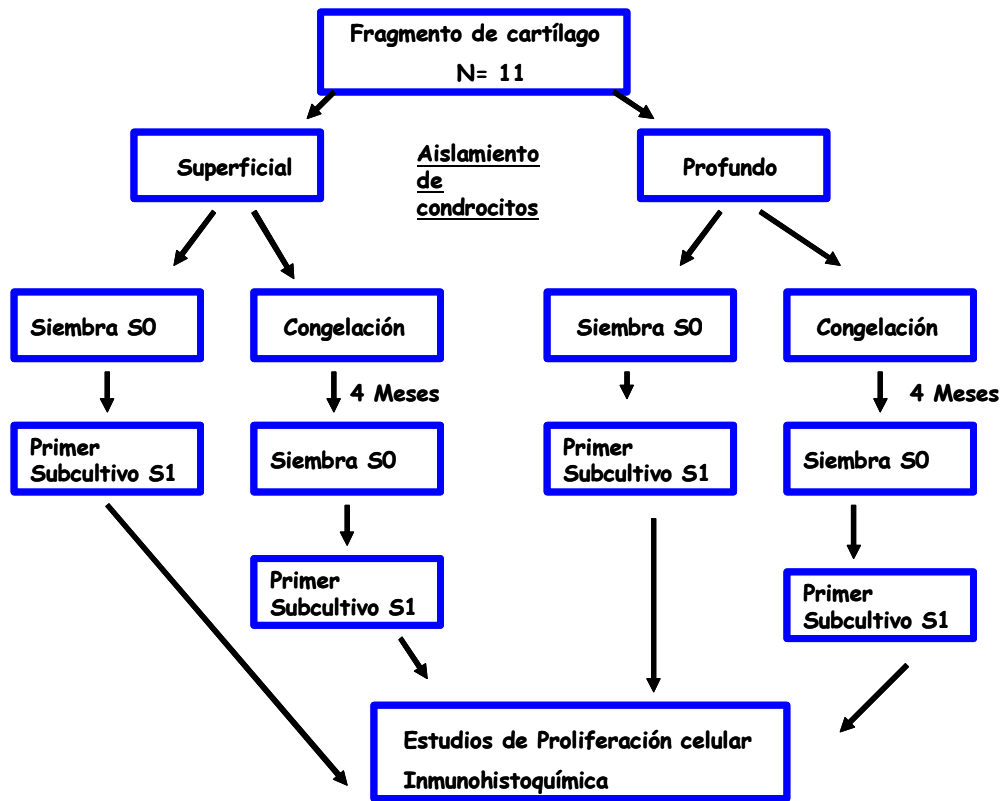 Fragmento de cartílago
N= 11
Superficial
Aislamiento
de
condrocitos
Profundo
Siembra S0
Congelación
Siembra S0
Congelación
4 Meses
4 Meses
Primer
Subcultivo S1
Siembra S0
Primer
Subcultivo S1
Siembra S0
Primer
Subcultivo S1
Primer
Subcultivo S1
Estudios de Proliferación celular
Inmunohistoquímica